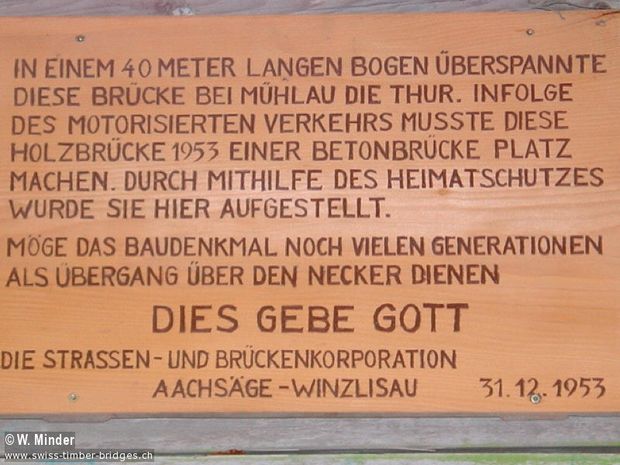 IN EINEM 40 METER LANGEN BOGEN ÜBERSPANNTE
DIESE BRÜCKE BEI MÜHLAU DIE THUR. INFOLGE
DES MOTORISIERTEN VERKEHRS MUSSTE DIESE
HOLZBRÜCKE 1953 EINER BETONBRÜCKE PLATZ
MACHEN. DURCH MITHILFE DES HEIMATSCHUTZES
WURDE SIE HIER AUFGESTELLT.
MÖGE DAS BAUDENKMAL NOCH VIELEN GENERATIONEN
ALS ÜBERGANG ÜBER DEN NECKER DIENEN
DIES GEBE GOTT
DIE STRASSEN- UND BRÜCKENKORPORATION
AACHSÄGE-WINZLISAU 31.12.1953
© W. Minder
www.swiss-timber-bridges.ch